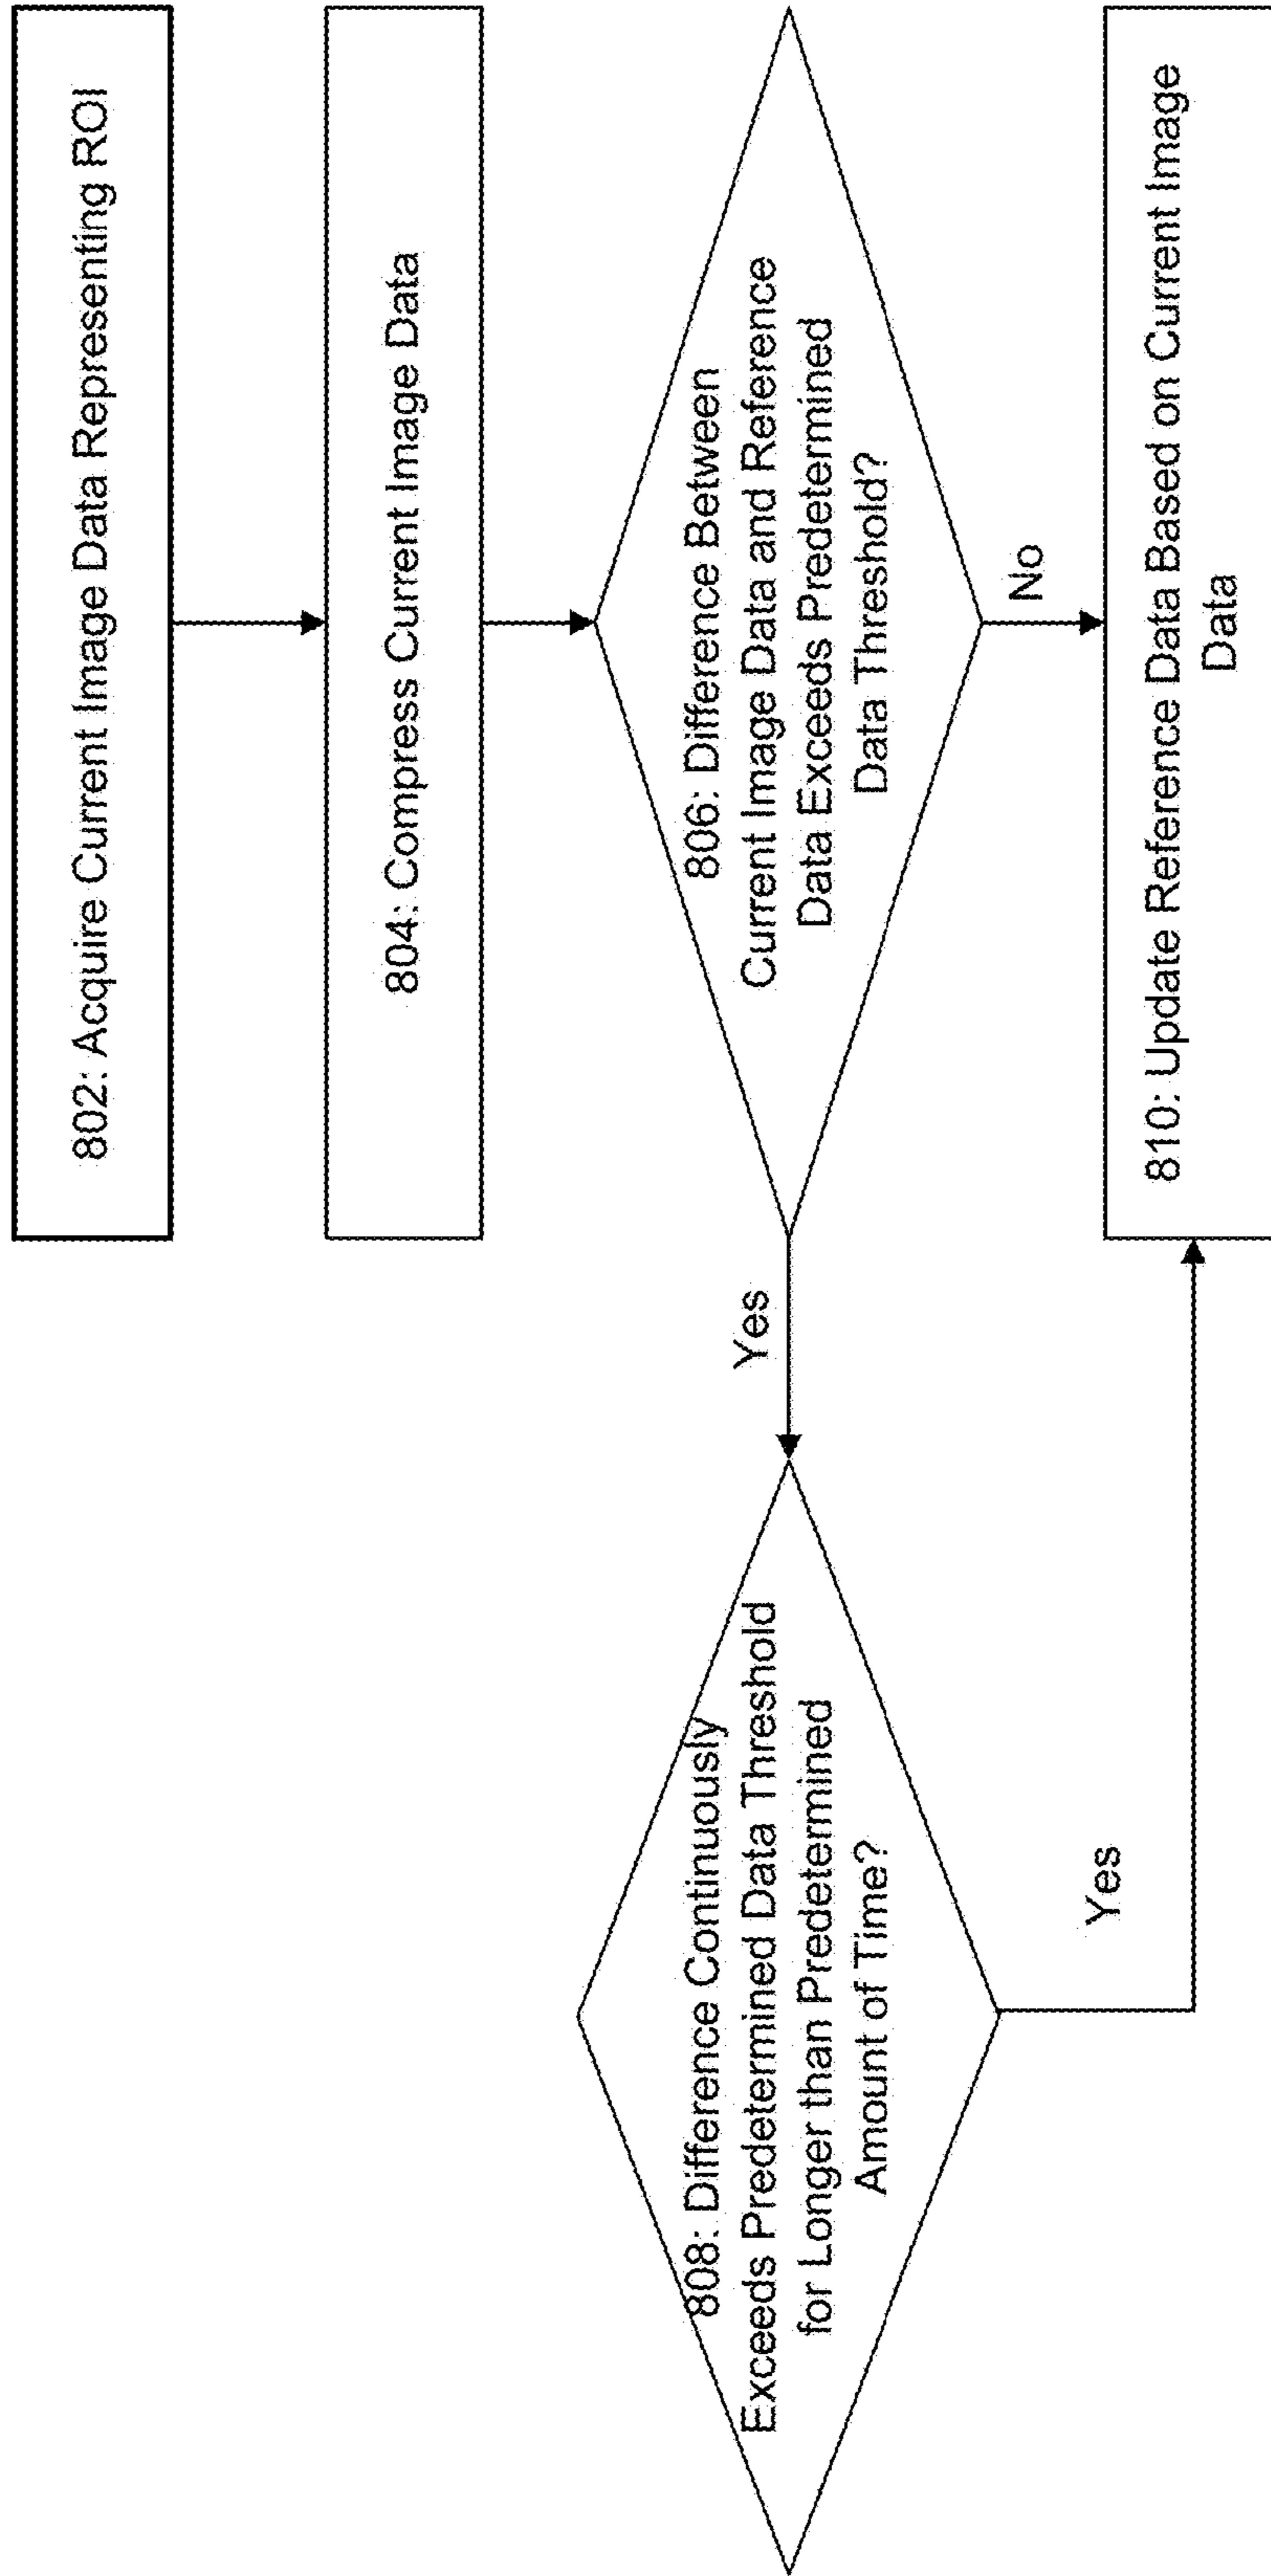 802: Acquire Current Image Data Representing ROI
804: Compress Current Image Data
806: Difference Between
Current Image Data and Reference
Data Exceeds Predetermined
Data Threshold?
Yes
No
808: Difference Continuously
Exceeds Predetermined Data Threshold
for Longer than Predetermined
Amount of Time?
Yes
810: Update Reference Data Based on Current Image
Data